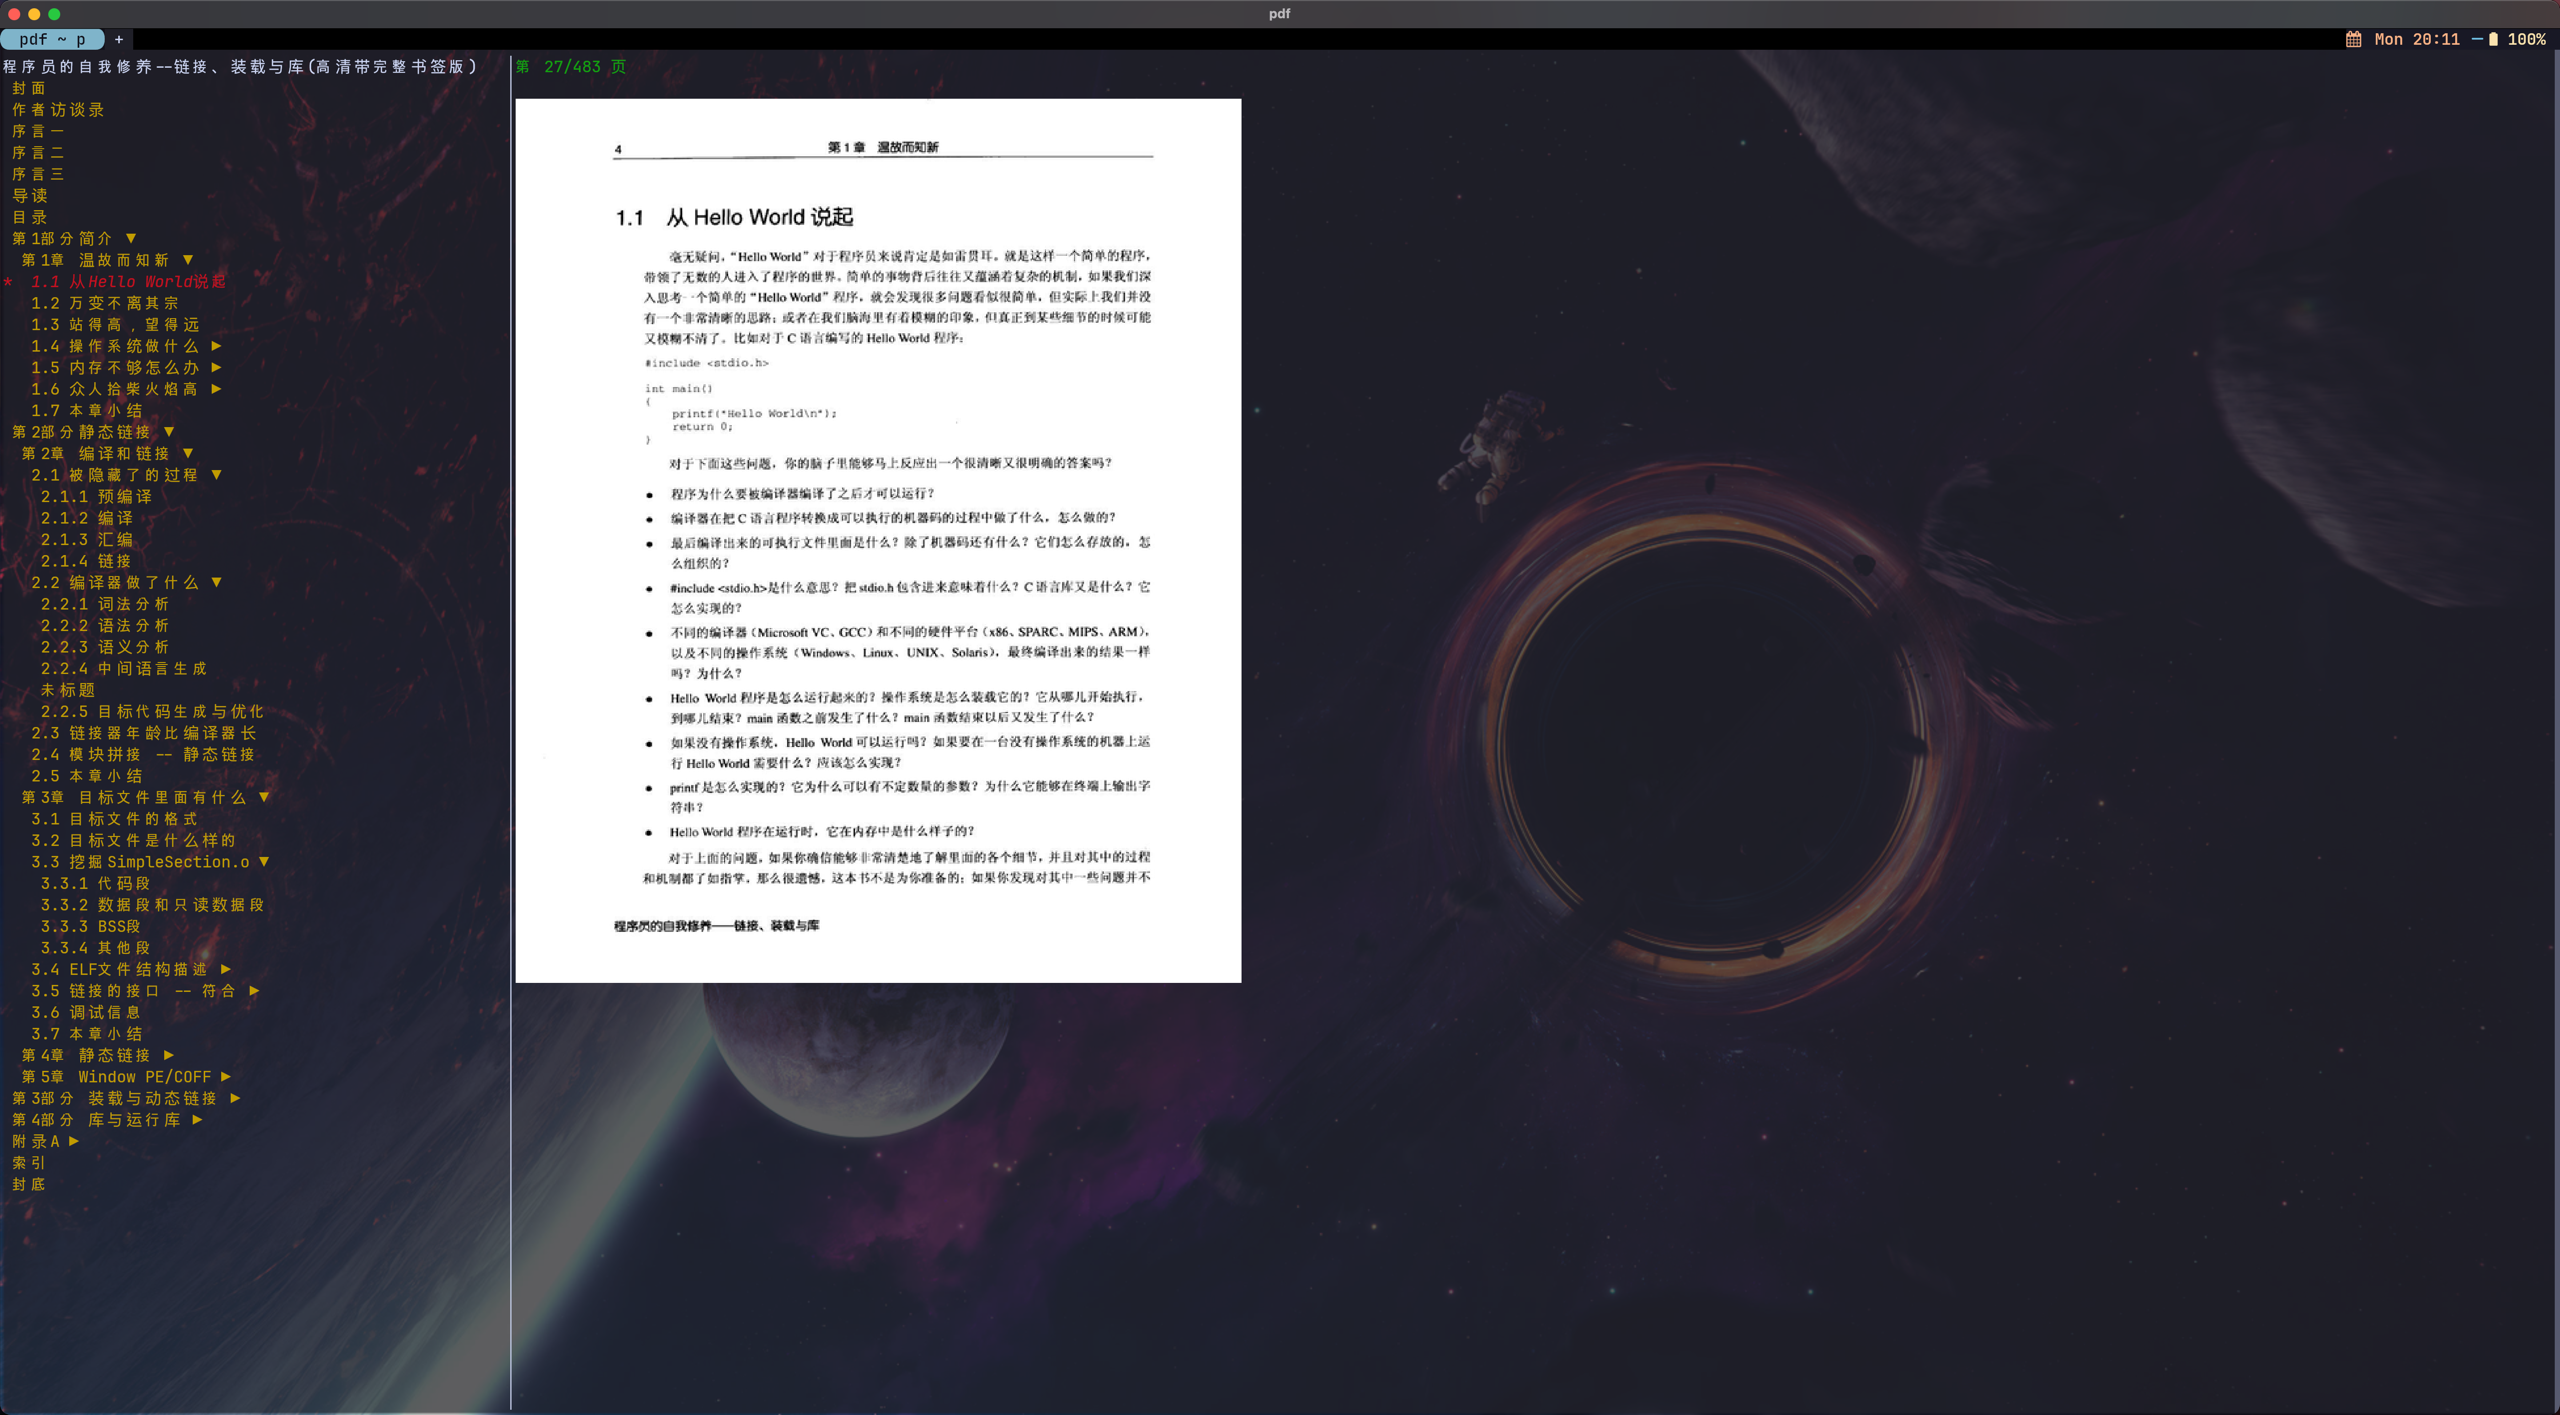 pdf
pdf ~ p
+
Mon 20:11
100%
程序员的自我修养--链接、装载与库(高清带完整书签版)
封面
作者访谈录
序言一
序言二
序言三
导读
目录
第1部分简介 ▼
第1章 温故而知新 ▼
* 1.1 从Hello World说起
1.2 万变不离其宗
1.3 站得高，望得远
1.4 操作系统做什么 ▶
1.5 内存不够怎么办 ▶
1.6 众人拾柴火焰高 ▶
1.7 本章小结
第2部分静态链接 ▼
第2章 编译和链接 ▼
2.1 被隐藏了的过程 ▼
2.1.1 预编译
2.1.2 编译
2.1.3 汇编
2.1.4 链接
2.2 编译器做了什么 ▼
2.2.1 词法分析
2.2.2 语法分析
2.2.3 语义分析
2.2.4 中间语言生成
未标题
2.2.5 目标代码生成与优化
2.3 链接器年龄比编译器长
2.4 模块拼接 -- 静态链接
2.5 本章小结
第3章 目标文件里面有什么 ▼
3.1 目标文件的格式
3.2 目标文件是什么样的
3.3 挖掘SimpleSection.o ▼
3.3.1 代码段
3.3.2 数据段和只读数据段
3.3.3 BSS段
3.3.4 其他段
3.4 ELF文件结构描述 ▶
3.5 链接的接口 -- 符合 ▶
3.6 调试信息
3.7 本章小结
第4章 静态链接 ▶
第5章 Window PE/COFF ▶
第3部分 装载与动态链接 ▶
第4部分 库与运行库 ▶
附录A ▶
索引
封底
第 27/483 页
4
第 1 章 温故而知新
1.1 从 Hello World 说起
毫无疑问，“Hello World”对于程序员来说肯定是如雷贯耳。就是这样一个简单的程序，
带领了无数的人进入了程序的世界。简单的事物背后往往又蕴涵着复杂的机制，如果我们深
入思考一个简单的“Hello World”程序，就会发现很多问题看似很简单，但实际上我们并没
有一个非常清晰的思路；或者在我们脑海里有着模糊的印象，但真正到某些细节的时候可能
又模糊不清了。比如对于 C 语言编写的 Hello World 程序：
#include <stdio.h>
int main()
{
printf("Hello World\n");
return 0;
}
对于下面这些问题，你的脑子里能够马上反应出一个很清晰又很明确的答案吗？
● 程序为什么要被编译器编译了之后才可以运行？
● 编译器在把 C 语言程序转换成可以执行的机器码的过程中做了什么，怎么做的？
● 最后编译出来的可执行文件里面是什么？除了机器码还有什么？它们怎么存放的，怎
么组织的？
● #include <stdio.h>是什么意思？把 stdio.h 包含进来意味着什么？C 语言库又是什么？它
怎么实现的？
● 不同的编译器（Microsoft VC、GCC）和不同的硬件平台（x86、SPARC、MIPS、ARM），
以及不同的操作系统（Windows、Linux、UNIX、Solaris），最终编译出来的结果一样
吗？为什么？
● Hello World 程序是怎么运行起来的？操作系统是怎么装载它的？它从哪儿开始执行，
到哪儿结束？main 函数之前发生了什么？main 函数结束以后又发生了什么？
● 如果没有操作系统，Hello World 可以运行吗？如果要在一台没有操作系统的机器上运
行 Hello World 需要什么？应该怎么实现？
● printf 是怎么实现的？它为什么可以有不定数量的参数？为什么它能够在终端上输出字
符串？
● Hello World 程序在运行时，它在内存中是什么样子的？
对于上面的问题，如果你确信能够非常清楚地了解里面的各个细节，并且对其中的过程
和机制都了如指掌，那么很遗憾，这本书不是为你准备的；如果你发现对其中一些问题并不
程序员的自我修养——链接、装载与库